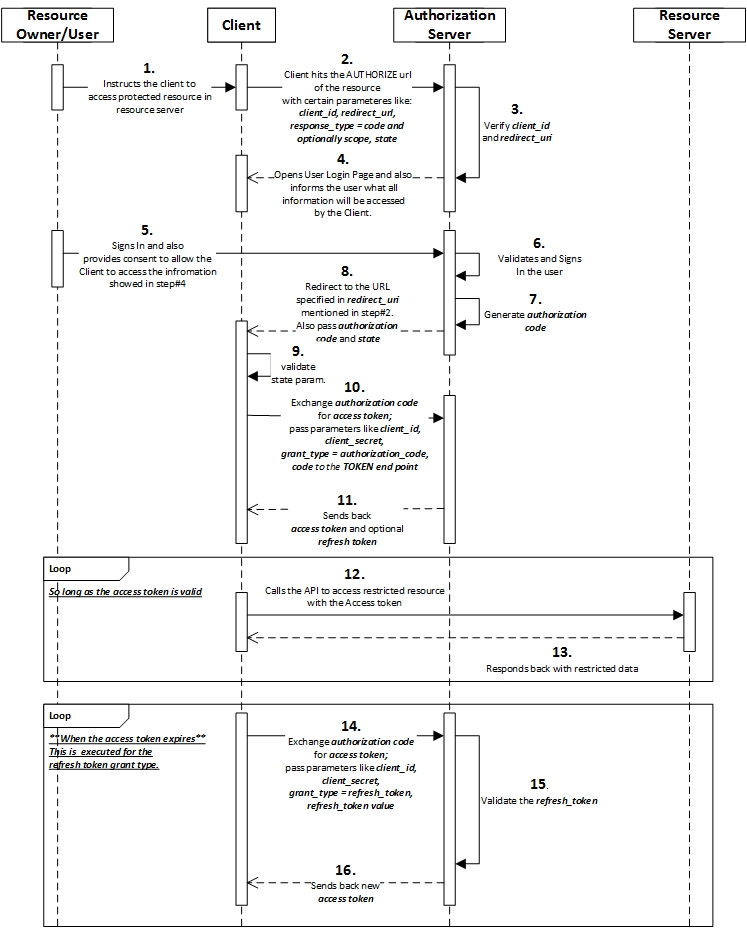 Resource
Owner/User
Client
Authorization
Server
Resource
Server
1.
Instructs the client to
access protected resource in
resource server
2.
Client hits the AUTHORIZE url
of the resource
with certain parameteres like:
client_id, redirect_url,
response_type = code and
optionally scope, state
3.
Verify client_id
and redirect_uri
4.
Opens User Login Page and also
informs the user what all
information will be accessed
by the Client.
5.
Signs In and also
provides consent to allow the
Client to access the infromation
showed in step#4
6.
Validates and Signs
In the user
7.
Generate authorization
code
8.
Redirect to the URL
specified in redirect_uri
mentioned in step#2.
Also pass authorization
code and state
9.
validate
state param.
10.
Exchange authorization code
for access token;
pass parameters like client_id,
client_secret,
grant_type = authorization_code,
code to the TOKEN end point
11.
Sends back
access token and optional
refresh token
Loop
So long as the access token is valid
12.
Calls the API to access restricted resource
with the Access token
13.
Responds back with restricted data
Loop
**When the access token expires**
This is executed for the
refresh token grant type.
14.
Exchange authorization code
for access token;
pass parameters like client_id,
client_secret,
grant_type = refresh_token,
refresh_token value
15.
Validate the refresh_token
16.
Sends back new
access token